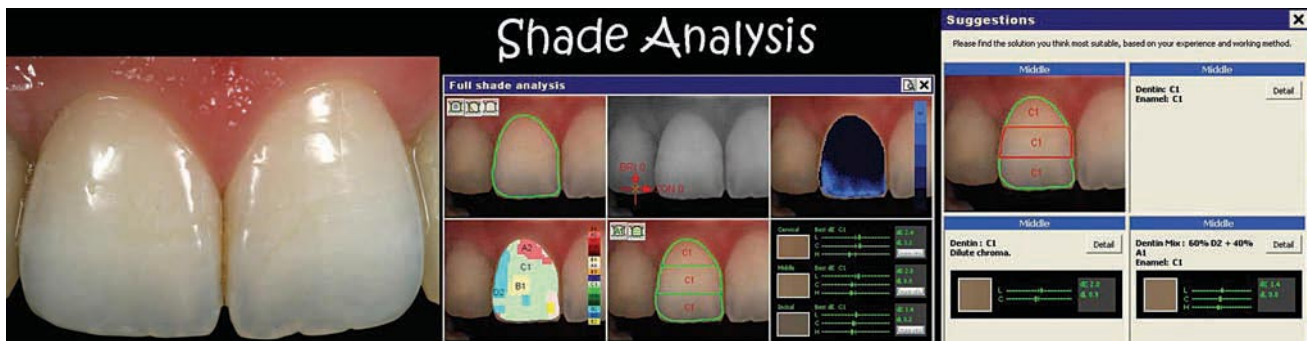 Shade Analysis
Full shade analysis
BRI 0
CON 0
A2
C1
B1
D2
C1
C1
C1
Cervical
Best dE C1
L
C
H
Middle
Best dE C1
L
C
H
Incisal
Best dE C1
L
C
H
Suggestions
Please find the solution you think most suitable, based on your experience and working method.
Middle
C1
C1
C1
Middle
Dentin: C1
Enamel: C1
Detail
Middle
Dentin : C1
Dilute chroma.
Detail
L
C
Middle
Dentin Mix : 60% D2 + 40%
A1
Enamel: C1
Detail
L
C
H